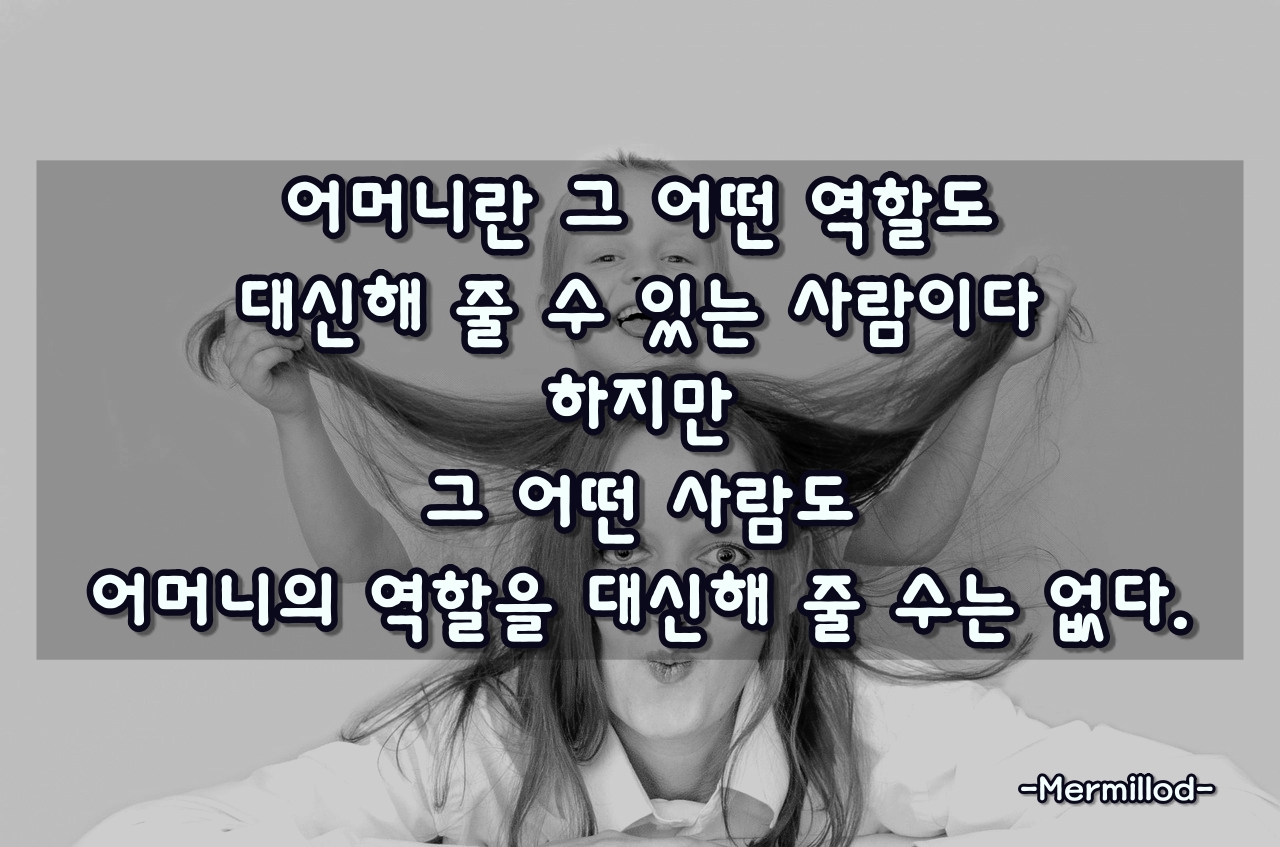 어머니란 그 어떤 역할도
대신해 줄 수 있는 사람이다
하지만
그 어떤 사람도
어머니의 역할을 대신해 줄 수는 없다.
-Mermillod-